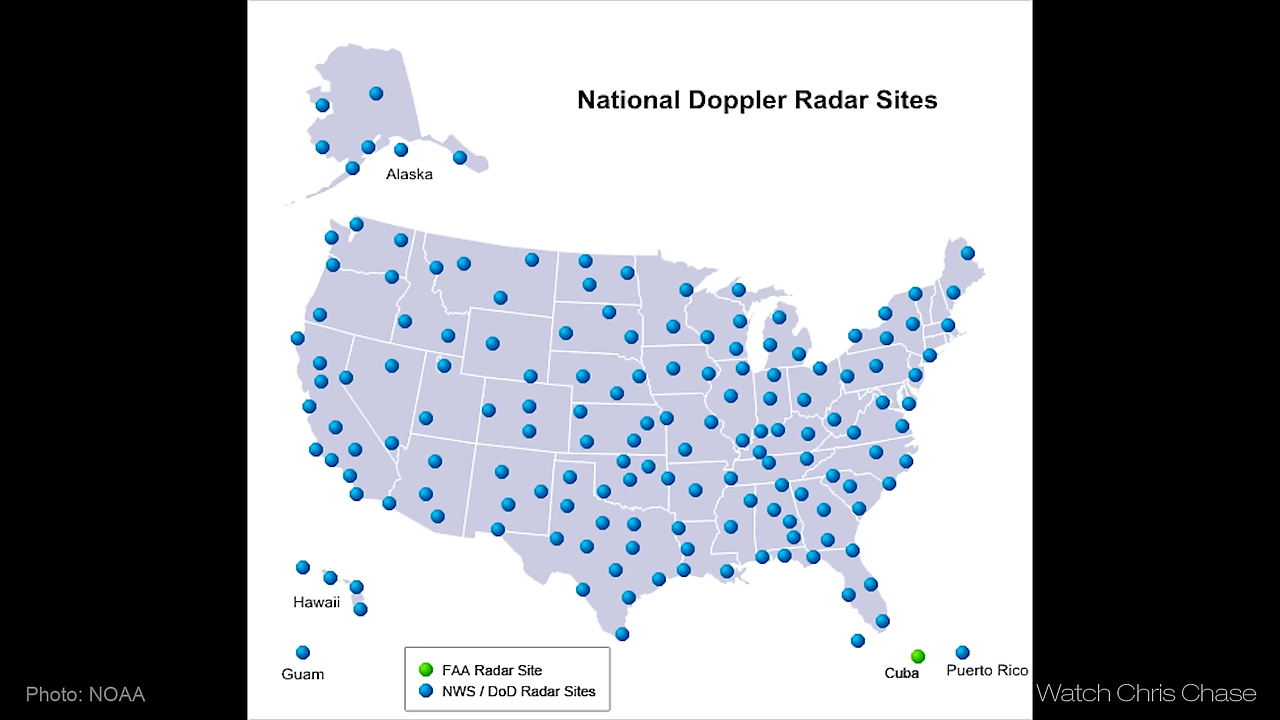 National Doppler Radar Sites
Alaska
Hawaii
Guam
FAA Radar Site
NWS / DoD Radar Sites
Cuba
Puerto Rico
Photo: NOAA
Watch Chris Chase